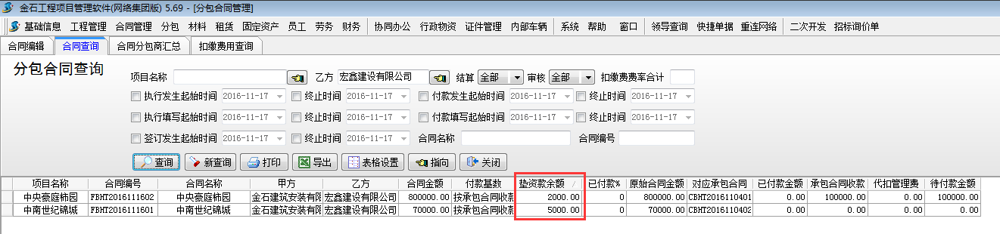 金石工程项目管理软件(网络集团版) 5.69 - [分包合同管理]
基础信息 工程管理 合同管理 分包 材料 租赁 固定资产 员工 劳务 财务 协同办公 行政物资 证件管理 内部车辆 系统 帮助 窗口 领导查询 快捷单据 重连网络 二次开发 招标询价单
合同编辑 合同查询 合同分包商汇总 扣缴费用查询
分包合同查询
项目名称 乙方 宏鑫建设有限公司 结算 全部 审核 全部 扣缴费费率合计
执行发生起始时间 2016-11-17 终止时间 2016-11-17 付款发生起始时间 2016-11-17 终止时间 2016-11-17
执行填写起始时间 2016-11-17 终止时间 2016-11-17 付款填写起始时间 2016-11-17 终止时间 2016-11-17
签订发生起始时间 2016-11-17 终止时间 2016-11-17 合同名称 合同编号
查询 新查询 打印 导出 表格设置 指向 关闭
项目名称 合同编号 合同名称 甲方 乙方 合同金额 付款基数 垫资款余额 已付款% 原始合同金额 对应承包合同 已付款金额 承包合同收款 代扣管理费 待付款金额
中央豪庭柿园 FBHT2016111602 中央豪庭柿园 金石建筑安装有限 宏鑫建设有限公司 800000.00 按承包合同收款 2000.00 0 800000.00 CBHT2016110401 0.00 100000.00 0.00 100000.00
中南世纪锦城 FBHT2016111601 中南世纪锦城 金石建筑安装有限 宏鑫建设有限公司 70000.00 按承包合同收款 5000.00 0 70000.00 CBHT2016110402 0.00 0.00 0.00 0.00